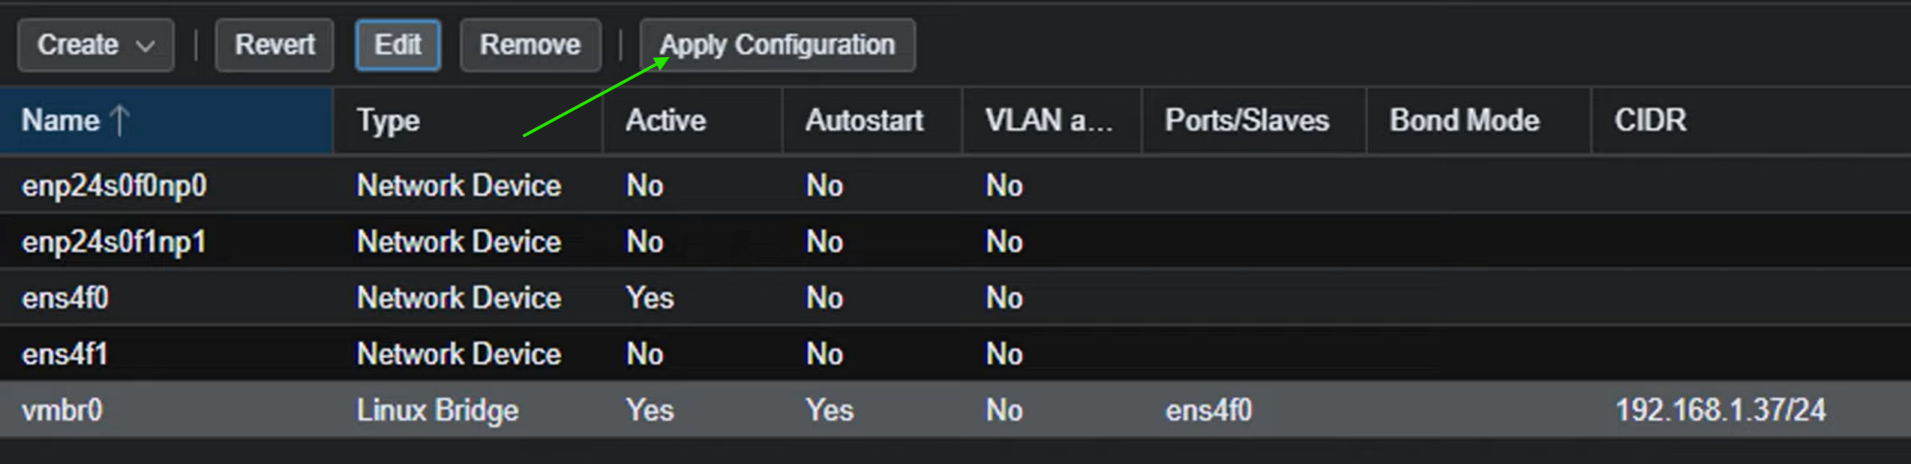 Create Revert Edit Remove Apply Configuration
Name Type Active Autostart VLAN a... Ports/Slaves Bond Mode CIDR
enp24s0f0np0 Network Device No No No
enp24s0f1np1 Network Device No No No
ens4f0 Network Device Yes No No
ens4f1 Network Device No No No
vmbr0 Linux Bridge Yes Yes No ens4f0 192.168.1.37/24